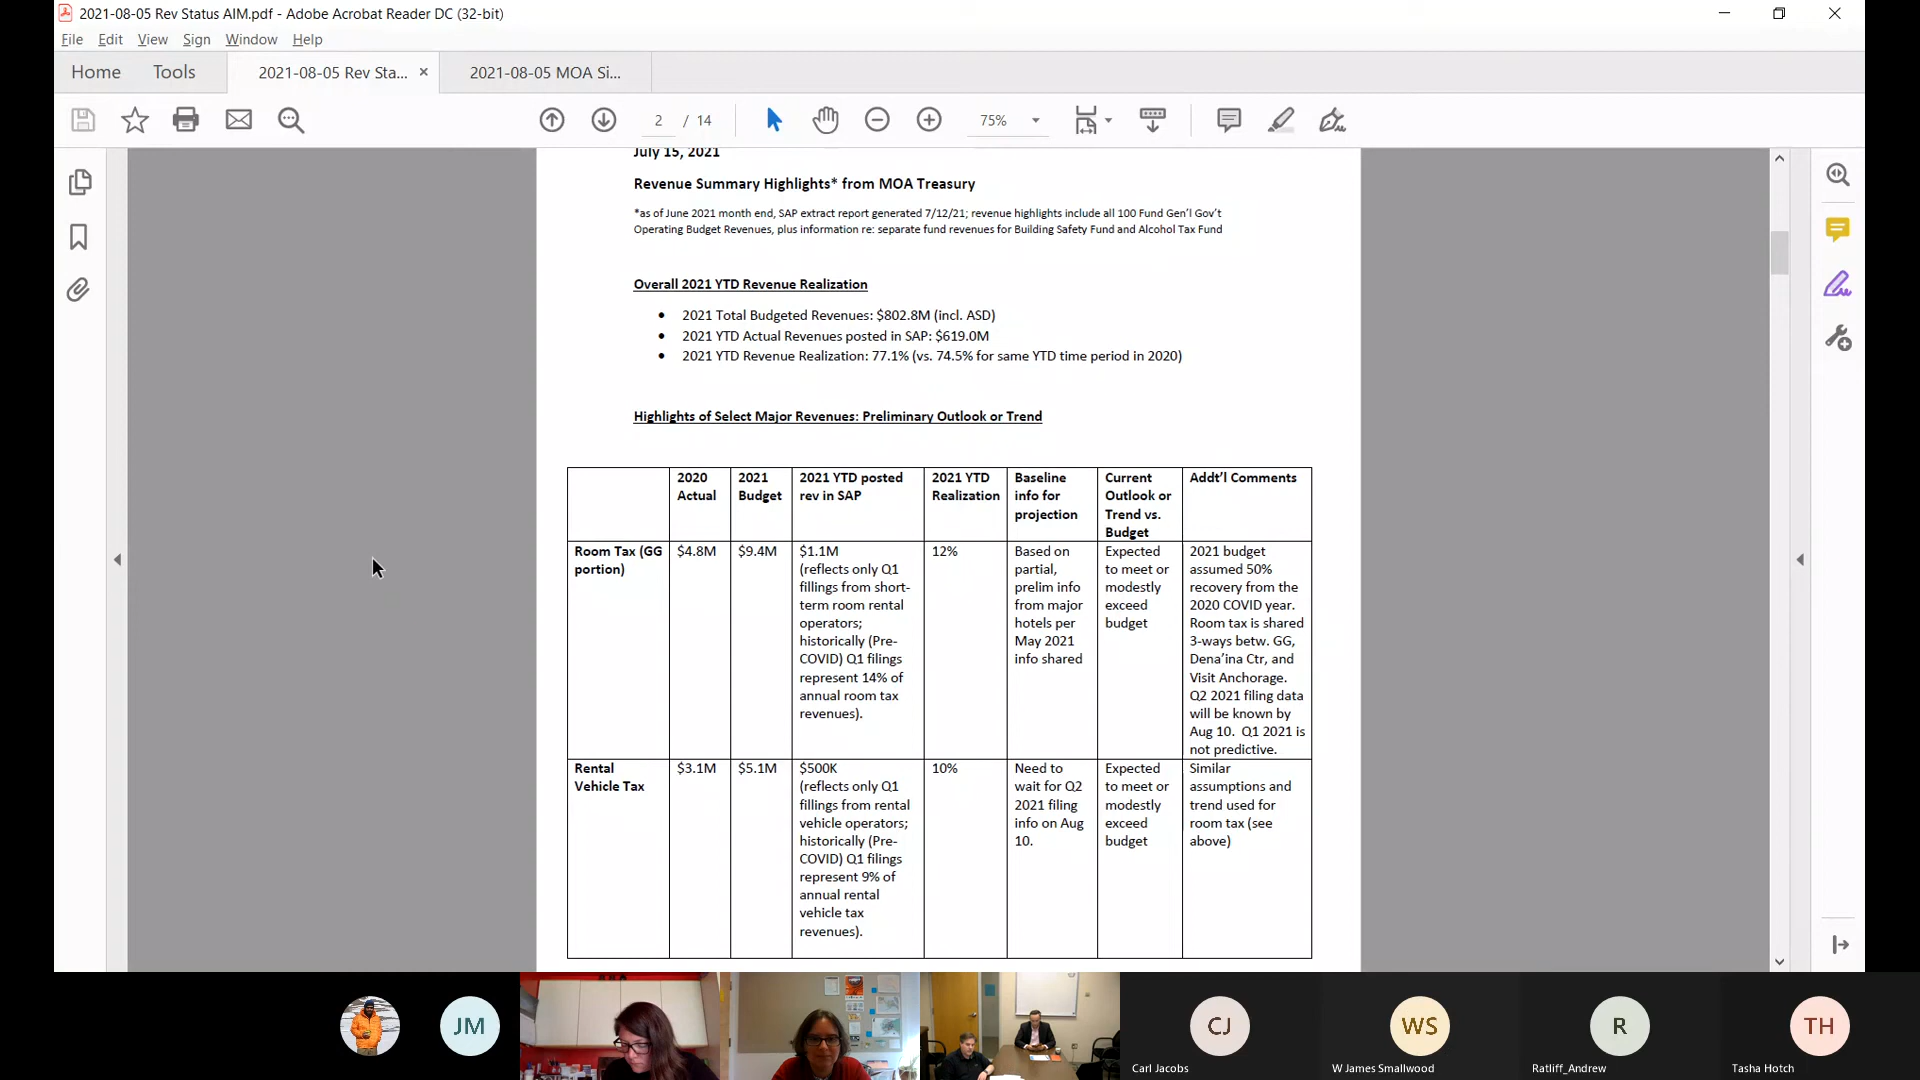 2021-08-05 Rev Status AIM.pdf - Adobe Acrobat Reader DC (32-bit)
File Edit View Sign Window Help
Home Tools 2021-08-05 Rev Sta... × 2021-08-05 MOA Si...
2 / 14 75%
July 15, 2021
Revenue Summary Highlights* from MOA Treasury
*as of June 2021 month end, SAP extract report generated 7/12/21; revenue highlights include all 100 Fund Gen'l Gov't
Operating Budget Revenues, plus information re: separate fund revenues for Building Safety Fund and Alcohol Tax Fund
Overall 2021 YTD Revenue Realization
• 2021 Total Budgeted Revenues: $802.8M (incl. ASD)
• 2021 YTD Actual Revenues posted in SAP: $619.0M
• 2021 YTD Revenue Realization: 77.1% (vs. 74.5% for same YTD time period in 2020)
Highlights of Select Major Revenues: Preliminary Outlook or Trend
2020
Actual
2021
Budget
2021 YTD posted
rev in SAP
2021 YTD
Realization
Baseline
info for
projection
Current
Outlook or
Trend vs.
Budget
Addt'l Comments
Room Tax (GG
portion)
$4.8M
$9.4M
$1.1M
(reflects only Q1
fillings from short-
term room rental
operators;
historically (Pre-
COVID) Q1 filings
represent 14% of
annual room tax
revenues).
12%
Based on
partial,
prelim info
from major
hotels per
May 2021
info shared
Expected
to meet or
modestly
exceed
budget
2021 budget
assumed 50%
recovery from the
2020 COVID year.
Room tax is shared
3-ways betw. GG,
Dena'ina Ctr, and
Visit Anchorage.
Q2 2021 filing data
will be known by
Aug 10. Q1 2021 is
not predictive.
Rental
Vehicle Tax
$3.1M
$5.1M
$500K
(reflects only Q1
fillings from rental
vehicle operators;
historically (Pre-
COVID) Q1 filings
represent 9% of
annual rental
vehicle tax
revenues).
10%
Need to
wait for Q2
2021 filing
info on Aug
10.
Expected
to meet or
modestly
exceed
budget
Similar
assumptions and
trend used for
room tax (see
above)
JM
CJ
WS
R
TH
Carl Jacobs
W James Smallwood
Ratliff_Andrew
Tasha Hotch